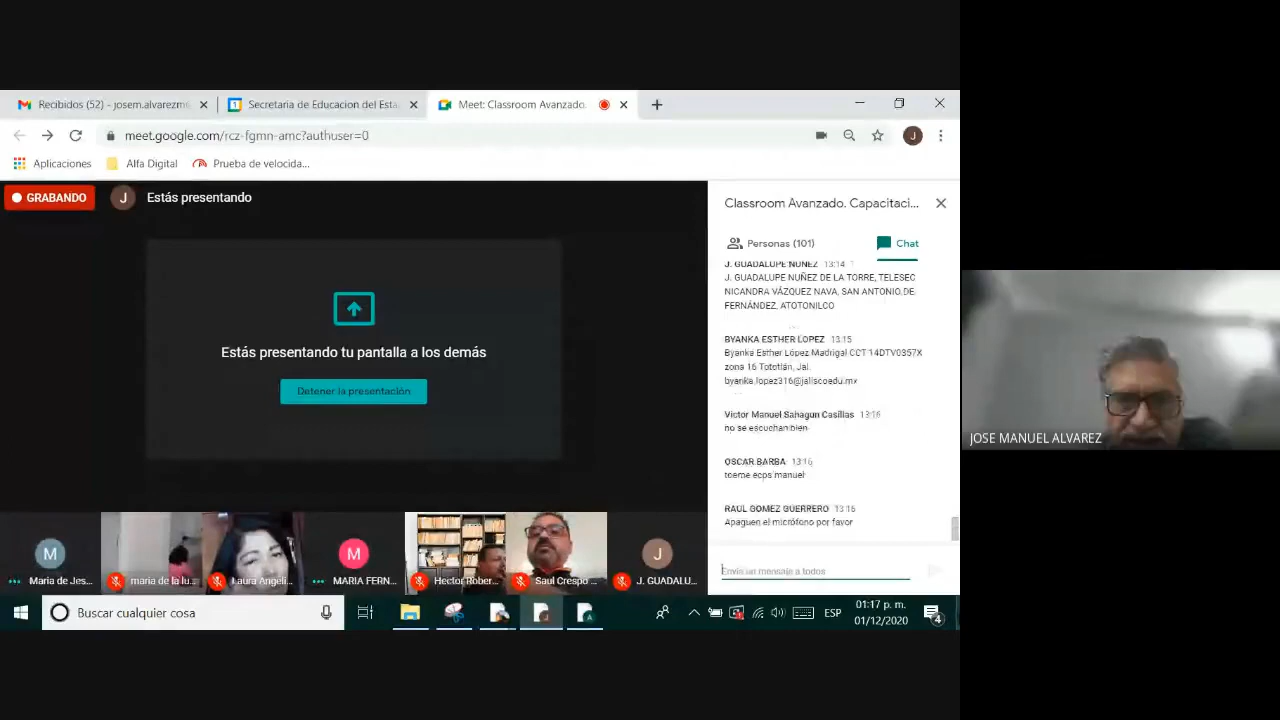 Recibidos (52) - josem.alvarezm
Secretaria de Educacion del Esta
Meet: Classroom Avanzado.
meet.google.com/rcz-fgmn-amc?authuser=0
J
Aplicaciones
Alfa Digital
Prueba de velocida...
GRABANDO
J
Estás presentando
Classroom Avanzado. Capacitaci...
Personas (101)
Chat
J. GUADALUPE NUÑEZ 13:14
J. GUADALUPE NUÑEZ DE LA TORRE, TELESEC
NICANDRA VÁZQUEZ NAVA, SAN ANTONIO DE
FERNÁNDEZ, ATOTONILCO
BYANKA ESTHER LOPEZ 13:15
Byanka Esther López Madrigal CCT 14DTV0357X
zona 16 Tototlán, Jal.
byanka.lopez316@jaliscoedu.mx
Víctor Manuel Sahagun Casillas 13:16
no se escuchan bien
OSCAR BARBA 13:16
manuel
RAUL GOMEZ GUERRERO 13:16
Apaguen el micrófono por favor
Envía un mensaje a todos
Estás presentando tu pantalla a los demás
Detener la presentación
M
Maria de Jes...
maria de la lu...
Laura Angeli...
M
MARIA FERN...
Hector Rober...
Saul Crespo ...
J
J. GUADALU...
JOSE MANUEL ALVAREZ
Buscar cualquier cosa
ESP
01:17 p. m.
01/12/2020
4